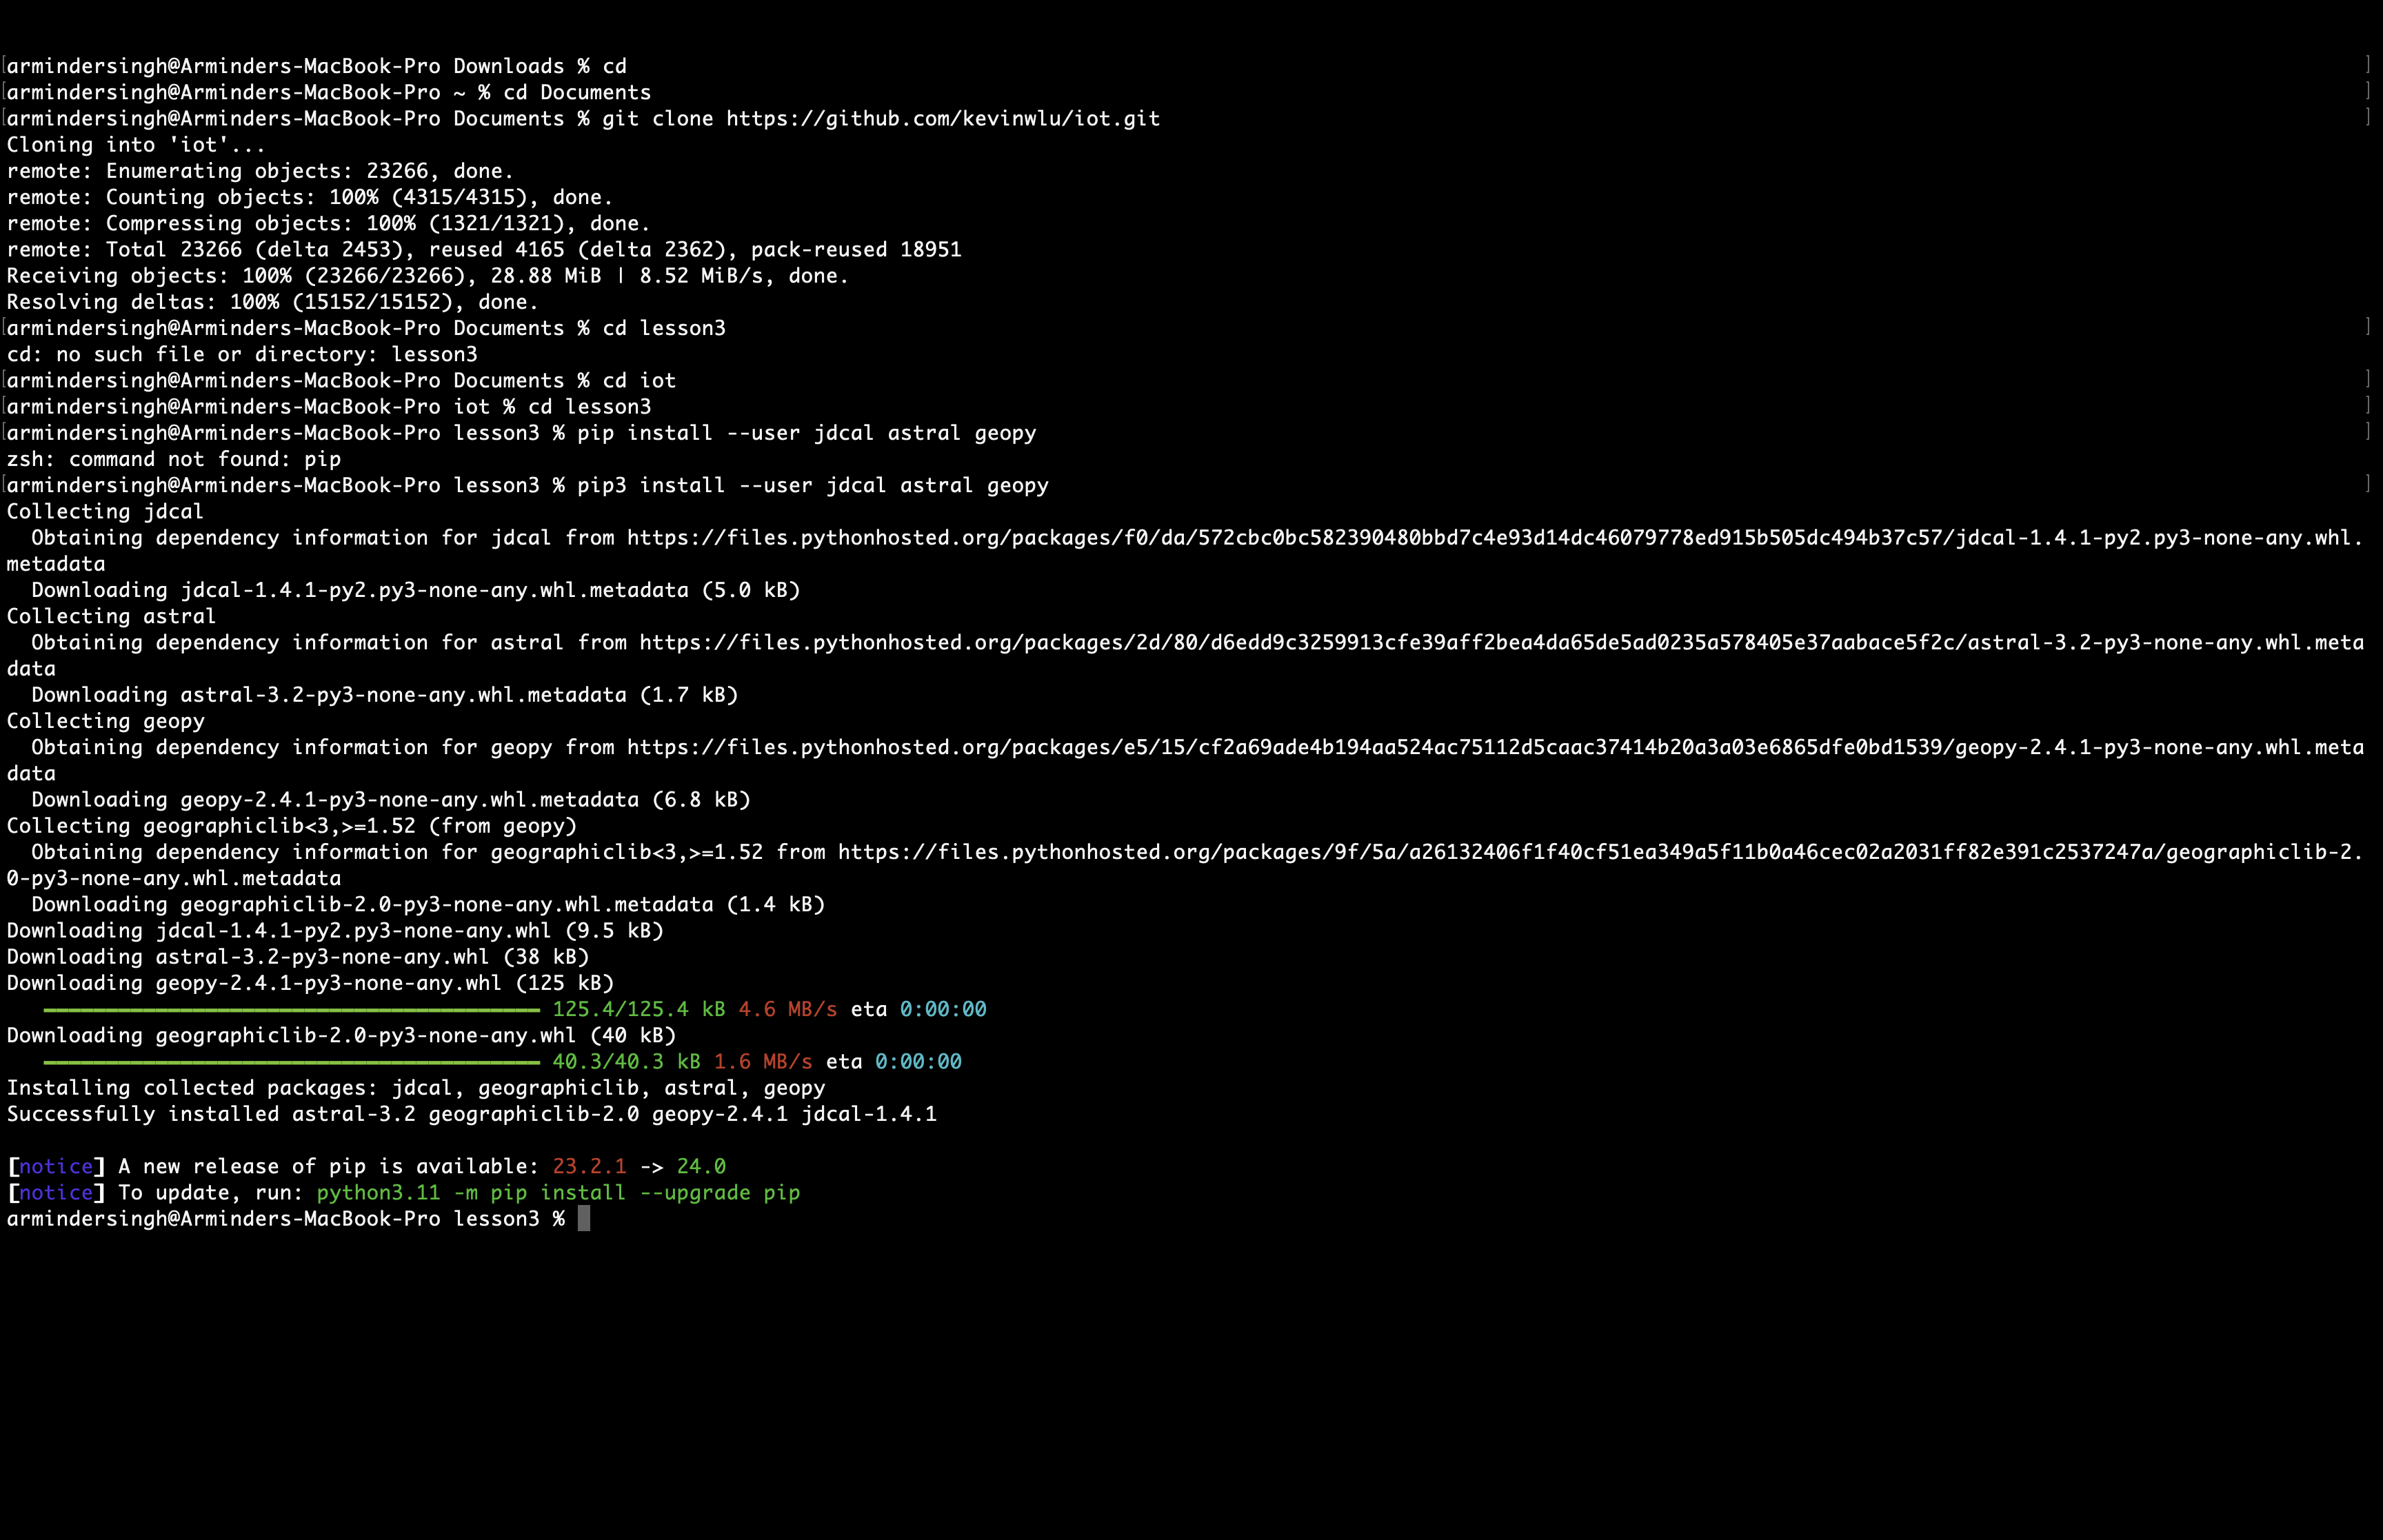 [armindersingh@Arminders-MacBook-Pro Downloads % cd ]
[armindersingh@Arminders-MacBook-Pro ~ % cd Documents ]
[armindersingh@Arminders-MacBook-Pro Documents % git clone https://github.com/kevinwlu/iot.git ]
Cloning into 'iot'...
remote: Enumerating objects: 23266, done.
remote: Counting objects: 100% (4315/4315), done.
remote: Compressing objects: 100% (1321/1321), done.
remote: Total 23266 (delta 2453), reused 4165 (delta 2362), pack-reused 18951
Receiving objects: 100% (23266/23266), 28.88 MiB | 8.52 MiB/s, done.
Resolving deltas: 100% (15152/15152), done.
[armindersingh@Arminders-MacBook-Pro Documents % cd lesson3 ]
cd: no such file or directory: lesson3
[armindersingh@Arminders-MacBook-Pro Documents % cd iot ]
[armindersingh@Arminders-MacBook-Pro iot % cd lesson3 ]
[armindersingh@Arminders-MacBook-Pro lesson3 % pip install --user jdcal astral geopy ]
zsh: command not found: pip
[armindersingh@Arminders-MacBook-Pro lesson3 % pip3 install --user jdcal astral geopy ]
Collecting jdcal
  Obtaining dependency information for jdcal from https://files.pythonhosted.org/packages/f0/da/572cbc0bc582390480bbd7c4e93d14dc46079778ed915b505dc494b37c57/jdcal-1.4.1-py2.py3-none-any.whl.
metadata
  Downloading jdcal-1.4.1-py2.py3-none-any.whl.metadata (5.0 kB)
Collecting astral
  Obtaining dependency information for astral from https://files.pythonhosted.org/packages/2d/80/d6edd9c3259913cfe39aff2bea4da65de5ad0235a578405e37aabace5f2c/astral-3.2-py3-none-any.whl.meta
data
  Downloading astral-3.2-py3-none-any.whl.metadata (1.7 kB)
Collecting geopy
  Obtaining dependency information for geopy from https://files.pythonhosted.org/packages/e5/15/cf2a69ade4b194aa524ac75112d5caac37414b20a3a03e6865dfe0bd1539/geopy-2.4.1-py3-none-any.whl.meta
data
  Downloading geopy-2.4.1-py3-none-any.whl.metadata (6.8 kB)
Collecting geographiclib<3,>=1.52 (from geopy)
  Obtaining dependency information for geographiclib<3,>=1.52 from https://files.pythonhosted.org/packages/9f/5a/a26132406f1f40cf51ea349a5f11b0a46cec02a2031ff82e391c2537247a/geographiclib-2.
0-py3-none-any.whl.metadata
  Downloading geographiclib-2.0-py3-none-any.whl.metadata (1.4 kB)
Downloading jdcal-1.4.1-py2.py3-none-any.whl (9.5 kB)
Downloading astral-3.2-py3-none-any.whl (38 kB)
Downloading geopy-2.4.1-py3-none-any.whl (125 kB)
125.4/125.4 kB 4.6 MB/s eta 0:00:00
Downloading geographiclib-2.0-py3-none-any.whl (40 kB)
40.3/40.3 kB 1.6 MB/s eta 0:00:00
Installing collected packages: jdcal, geographiclib, astral, geopy
Successfully installed astral-3.2 geographiclib-2.0 geopy-2.4.1 jdcal-1.4.1
[notice] A new release of pip is available: 23.2.1 -> 24.0
[notice] To update, run: python3.11 -m pip install --upgrade pip
armindersingh@Arminders-MacBook-Pro lesson3 %